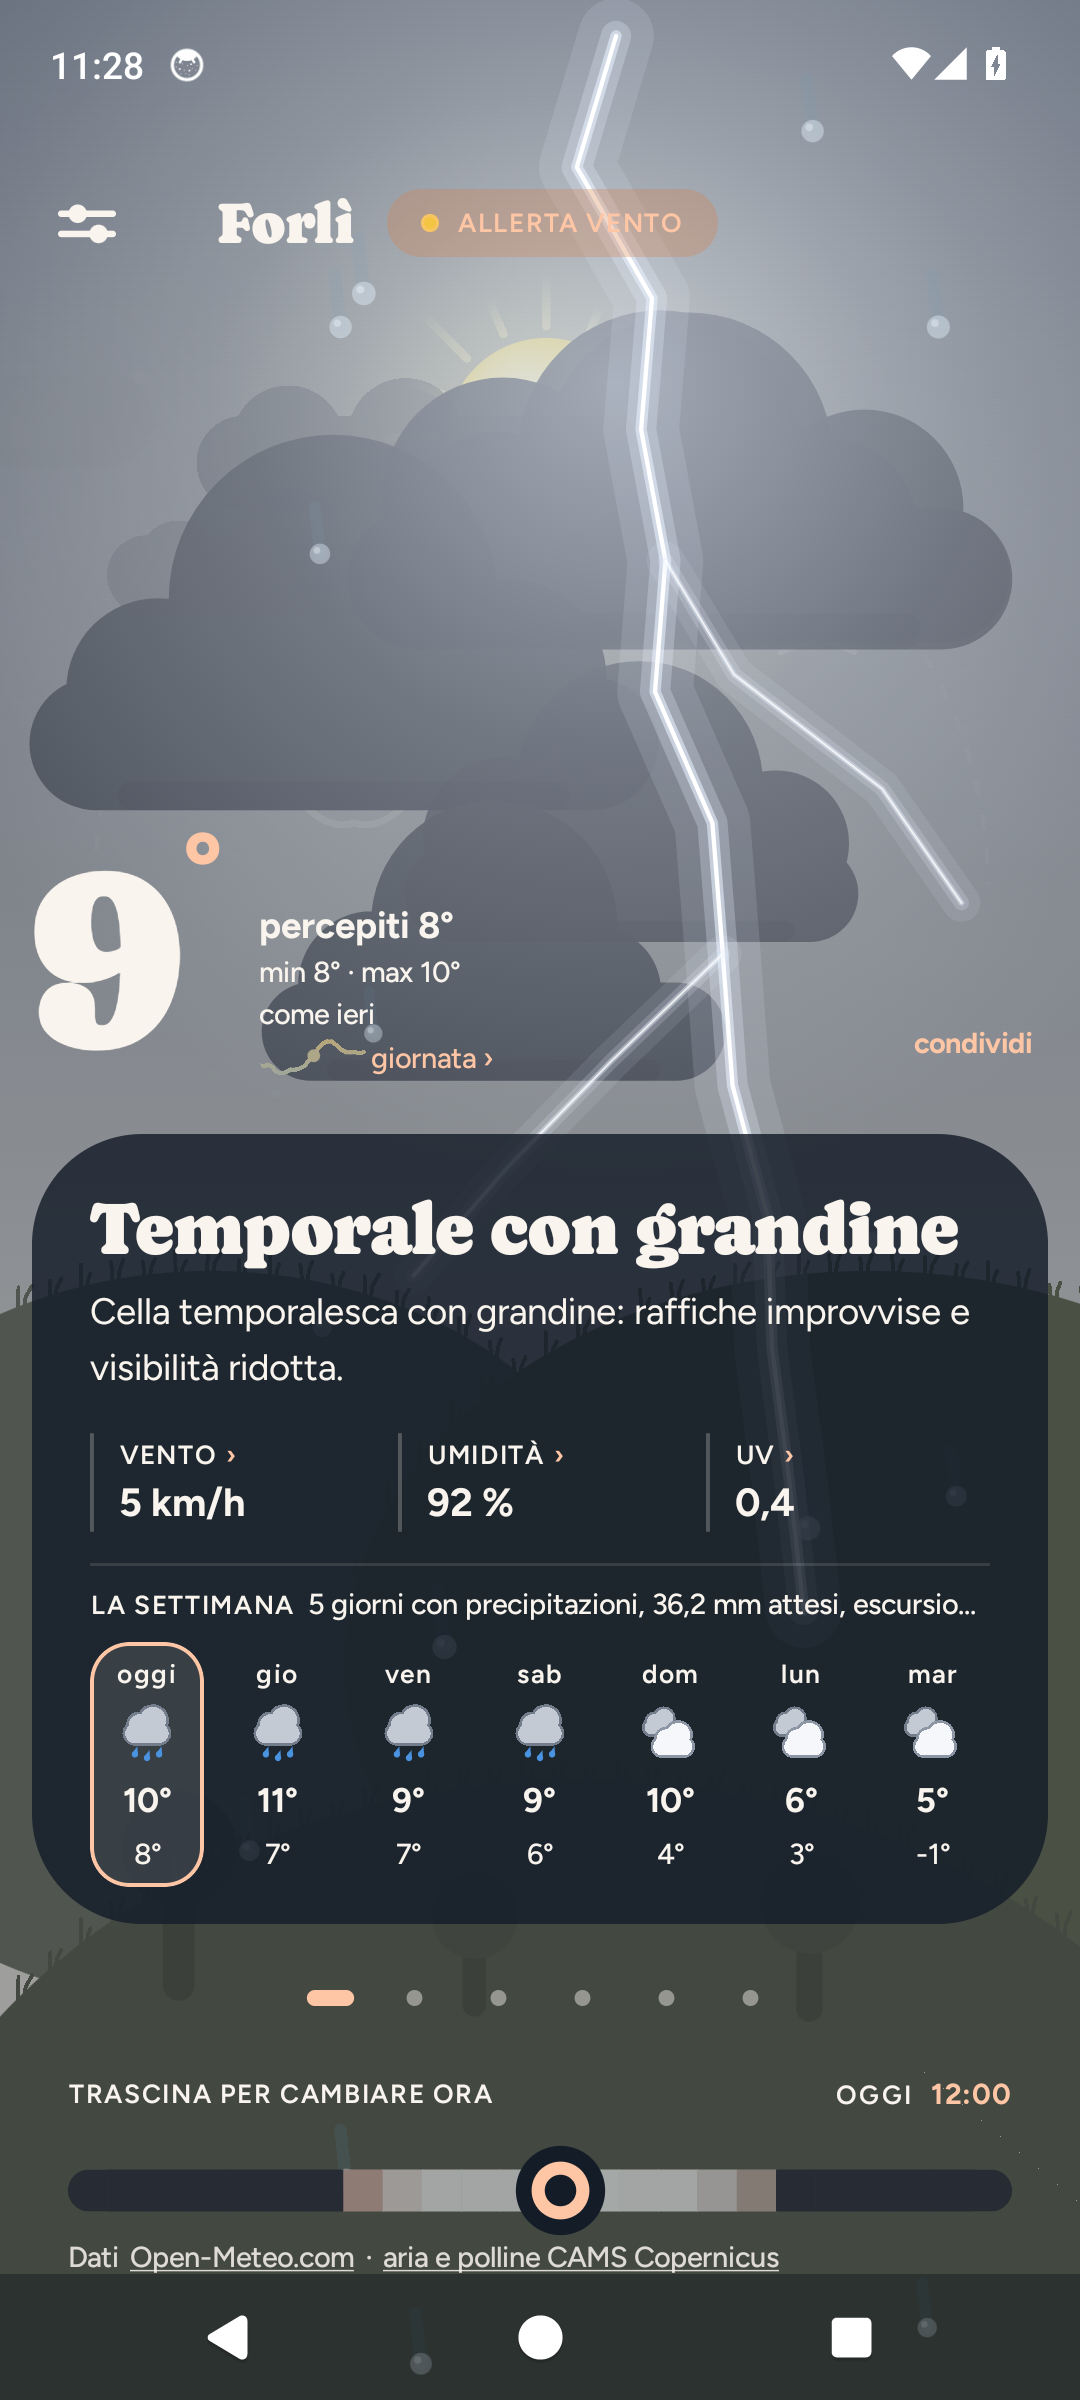 11:28
Forlì
ALLERTA VENTO
9°
percepiti 8°
min 8° · max 10°
come ieri
giornata ›
condividi
Temporale con grandine
Cella temporalesca con grandine: raffiche improvvise e
visibilità ridotta.
VENTO › UMIDITÀ › UV ›
5 km/h 92 % 0,4
LA SETTIMANA 5 giorni con precipitazioni, 36,2 mm attesi, escursio...
oggi gio ven sab dom lun mar
10° 11° 9° 9° 10° 6° 5°
8° 7° 7° 6° 4° 3° -1°
TRASCINA PER CAMBIARE ORA OGGI 12:00
Dati Open-Meteo.com · aria e polline CAMS Copernicus